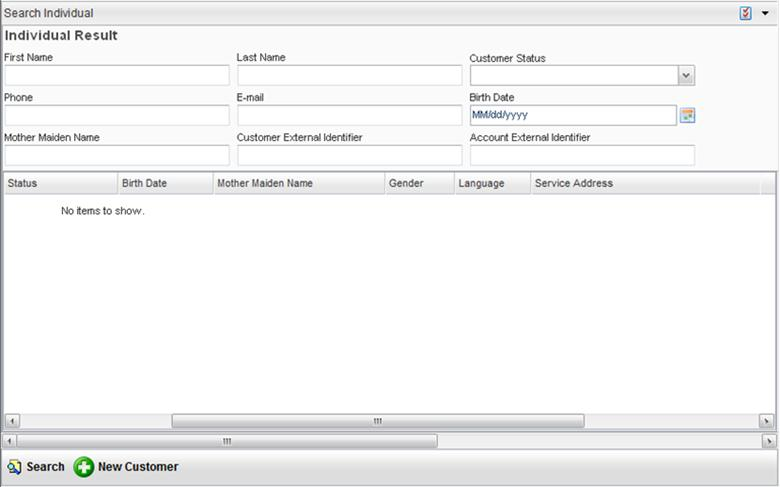 Search Individual
Individual Result
First Name Last Name Customer Status
Phone E-mail Birth Date
MM/dd/yyyy
Mother Maiden Name Customer External Identifier Account External Identifier
Status Birth Date Mother Maiden Name Gender Language Service Address
No items to show.
Search New Customer